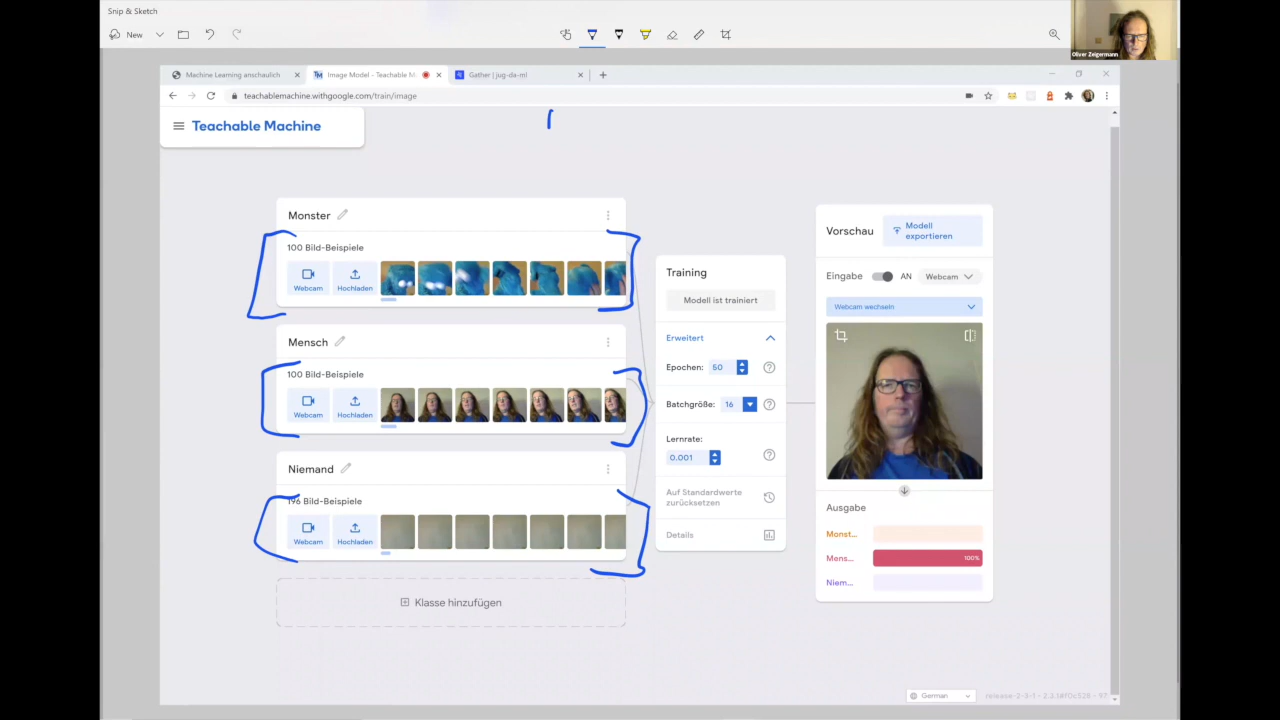 Snip & Sketch
New
Oliver Zeigermann
Machine Learning anschaulich
Image Model - Teachable M
Gather | jug-da-ml
teachablemachine.withgoogle.com/train/image
Teachable Machine
Monster
100 Bild-Beispiele
Webcam
Hochladen
Mensch
100 Bild-Beispiele
Webcam
Hochladen
Niemand
196 Bild-Beispiele
Webcam
Hochladen
Klasse hinzufügen
Training
Modell ist trainiert
Erweitert
Epochen: 50
Batchgröße: 16
Lernrate:
0.001
Auf Standardwerte
zurücksetzen
Details
Vorschau
Modell
exportieren
Eingabe AN Webcam
Webcam wechseln
Ausgabe
Monst...
Mens... 100%
Niem...
German